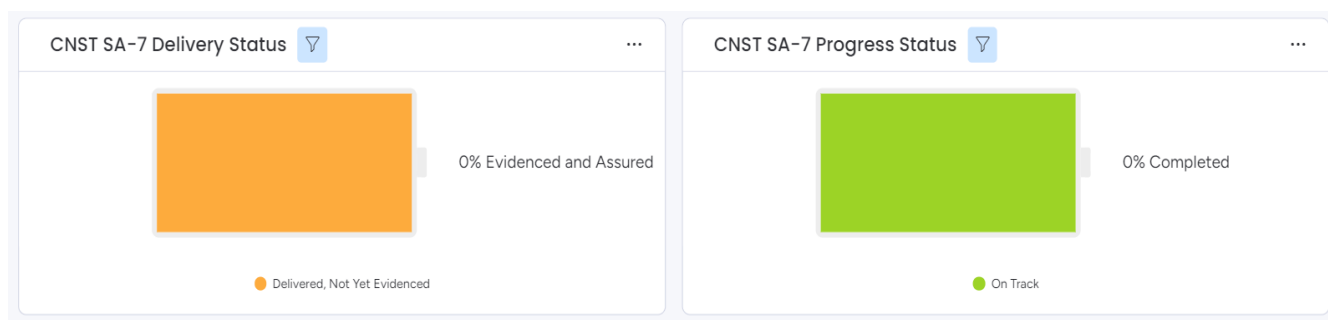 CNST SA-7 Delivery Status
0% Evidenced and Assured
Delivered, Not Yet Evidenced
CNST SA-7 Progress Status
0% Completed
On Track